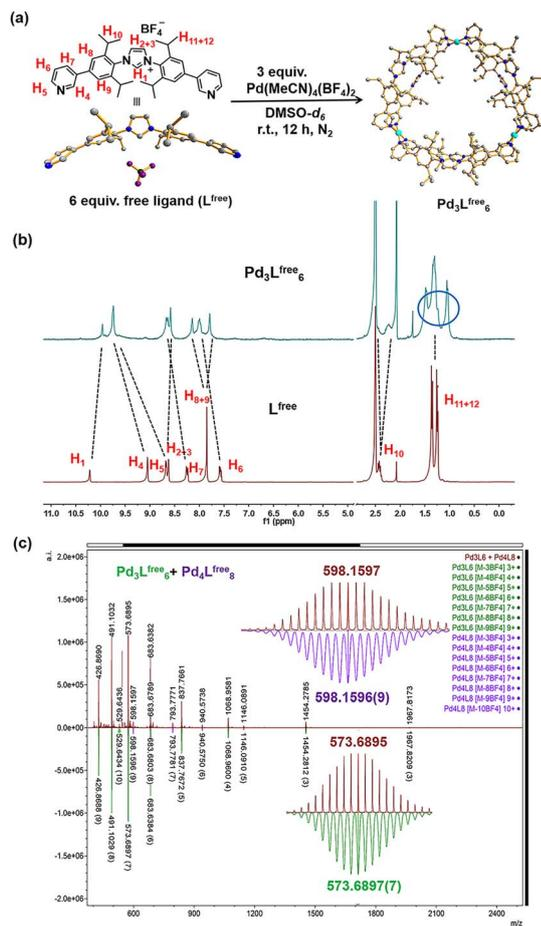 (a)
BF4−
H10
H2+3
H11+12
H7
H8
H6
H5
N
H4
H9
H1
N
N
+
N
3 equiv.
Pd(MeCN)4(BF4)2
DMSO-d6
r.t., 12 h, N2
6 equiv. free ligand (Lfree)
Pd3Lfree6
(b)
Pd3Lfree6
Lfree
H1
H4
H5
H2+3
H7
H8+9
H6
H10
H11+12
11.1 10.5 10.0 9.5 9.0 8.5 8.0 7.5 7.0 6.5 6.0 5.5 5.0 2.5 2.0 1.5 1.0 0.5 0.0
f1 (ppm)
(c)
a.i.
2.0e+06
1.5e+06
1.0e+06
5.0e+05
0.0e+00
-5.0e+05
-1.0e+06
-1.5e+06
-2.0e+06
Pd3Lfree6+ Pd4Lfree8
598.1597
598.1596(9)
573.6895
573.6897(7)
Pd3L6 + Pd4L8
Pd3L6 [M-3BF4] 3+
Pd3L6 [M-4BF4] 4+
Pd3L6 [M-5BF4] 5+
Pd3L6 [M-6BF4] 6+
Pd3L6 [M-7BF4] 7+
Pd3L6 [M-8BF4] 8+
Pd3L6 [M-9BF4] 9+
Pd4L8 [M-3BF4] 3+
Pd4L8 [M-4BF4] 4+
Pd4L8 [M-5BF4] 5+
Pd4L8 [M-6BF4] 6+
Pd4L8 [M-7BF4] 7+
Pd4L8 [M-8BF4] 8+
Pd4L8 [M-9BF4] 9+
Pd4L8 [M-10BF4] 10+
426.8690
491.1032
529.6436
573.6895
598.1597
683.6382
683.6789
793.7771
837.7661
940.5738
1068.9581
1146.0891
1454.2785
1967.8173
426.8688 (9)
491.1029 (8)
529.6434 (10)
573.6897 (7)
598.1596 (9)
683.6384 (6)
683.6809 (8)
793.7781 (7)
837.7672 (5)
940.5750 (6)
1068.9600 (4)
1146.0910 (5)
1454.2812 (3)
1967.8209 (3)
600
900
1200
1500
1800
2100
2400
m/z